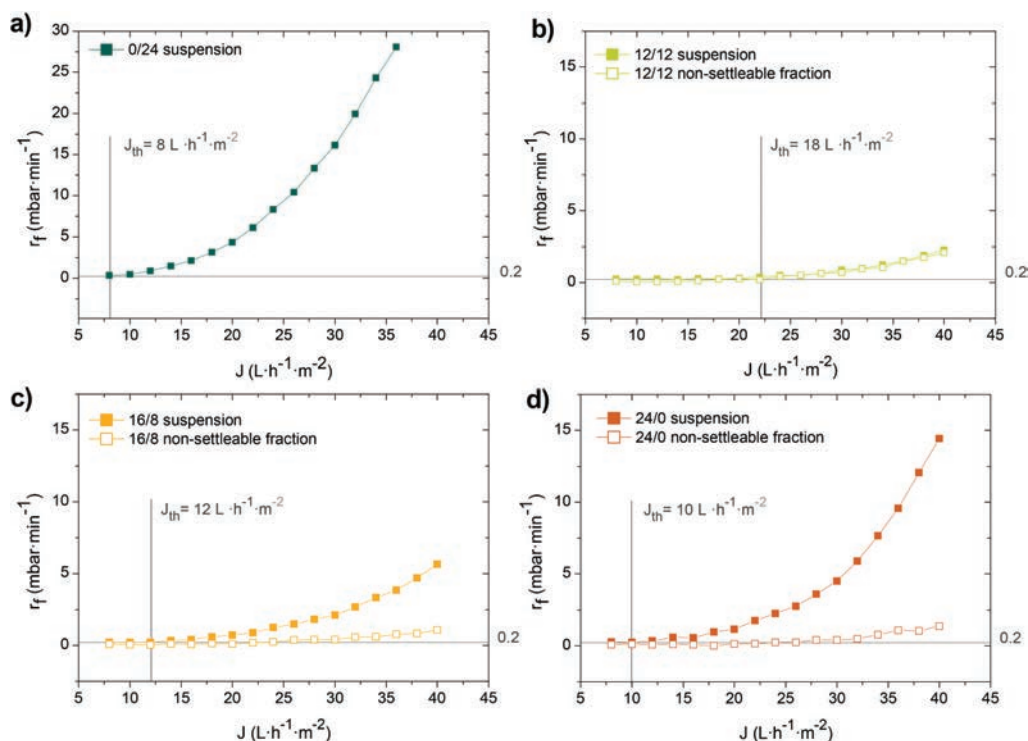 a)
0/24 suspension
30
25
20
15
10
5
0
r_f (mbar·min⁻¹)
J_th= 8 L ·h⁻¹·m⁻²
0.2
5 10 15 20 25 30 35 40 45
J (L·h⁻¹·m⁻²)
b)
12/12 suspension
12/12 non-settleable fraction
15
10
5
0
r_f (mbar·min⁻¹)
J_th= 18 L ·h⁻¹·m⁻²
0.2
5 10 15 20 25 30 35 40 45
J (L·h⁻¹·m⁻²)
c)
16/8 suspension
16/8 non-settleable fraction
15
10
5
0
r_f (mbar·min⁻¹)
J_th= 12 L ·h⁻¹·m⁻²
0.2
5 10 15 20 25 30 35 40 45
J (L·h⁻¹·m⁻²)
d)
24/0 suspension
24/0 non-settleable fraction
15
10
5
0
r_f (mbar·min⁻¹)
J_th= 10 L ·h⁻¹·m⁻²
0.2
5 10 15 20 25 30 35 40 45
J (L·h⁻¹·m⁻²)